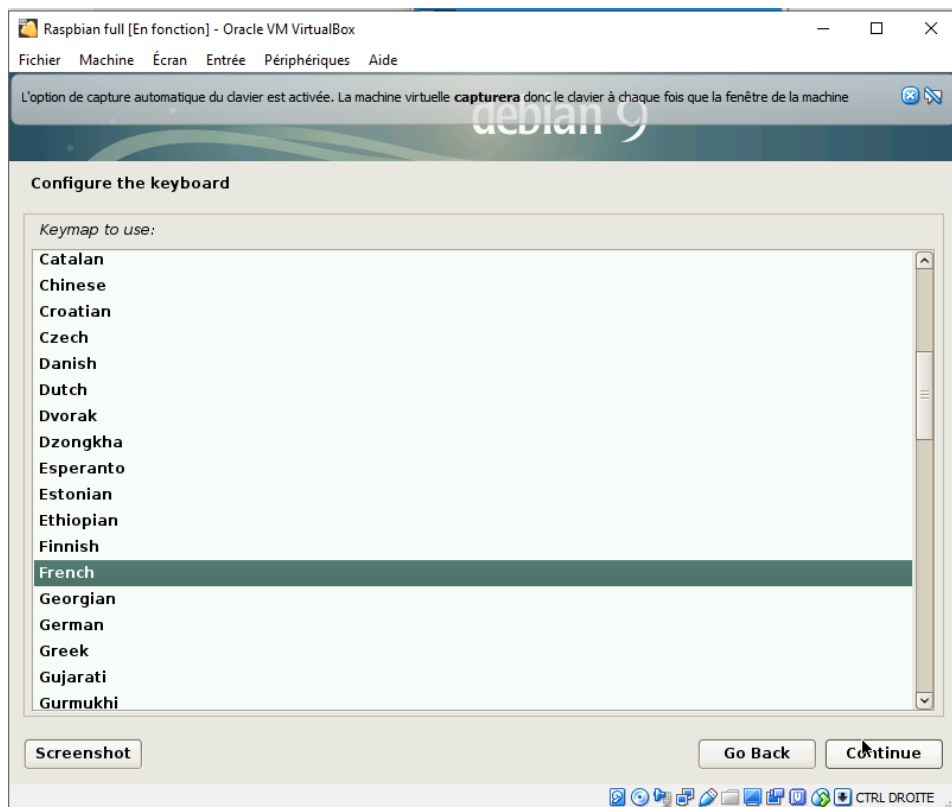 Raspbian full [En fonction] - Oracle VM VirtualBox
Fichier Machine Écran Entrée Périphériques Aide
L'option de capture automatique du clavier est activée. La machine virtuelle capturera donc le clavier à chaque fois que la fenêtre de la machine
debian 9
Configure the keyboard
Keymap to use:
Catalan
Chinese
Croatian
Czech
Danish
Dutch
Dvorak
Dzongkha
Esperanto
Estonian
Ethiopian
Finnish
French
Georgian
German
Greek
Gujarati
Gurmukhi
Screenshot Go Back Continue
CTRL DROITE